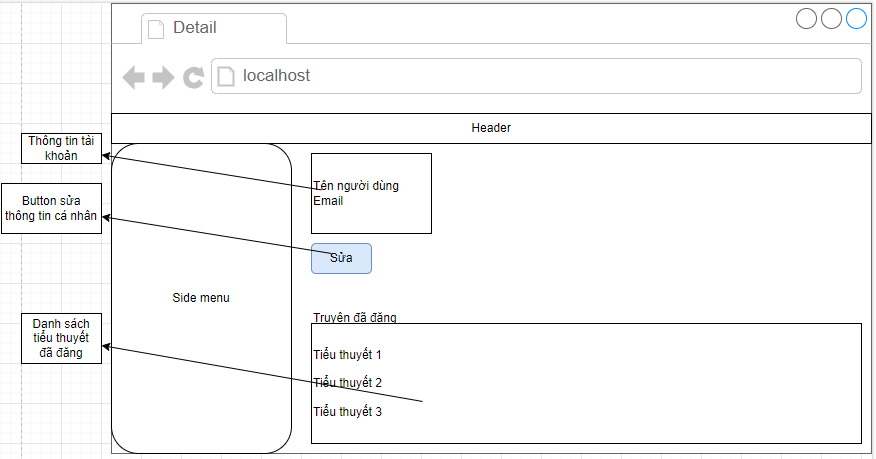 Detail
localhost
Header
Thông tin tài
khoản
Tên người dùng
Email
Button sửa
thông tin cá nhân
Sửa
Side menu
Danh sách
tiểu thuyết
đã đăng
Truyện đã đăng
Tiểu thuyết 1
Tiểu thuyết 2
Tiểu thuyết 3